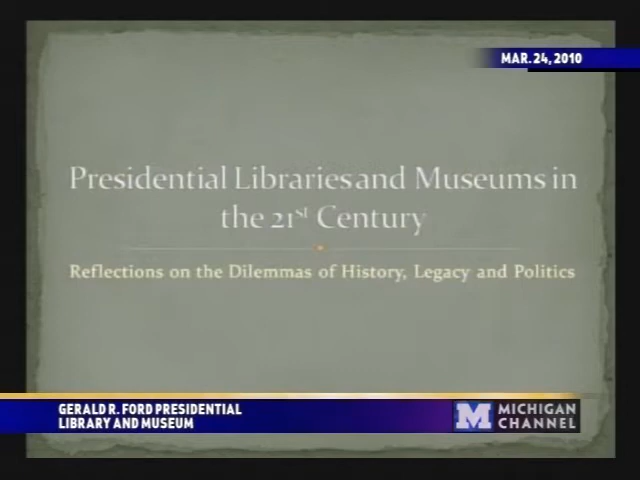 MAR. 24, 2010
Presidential Libraries and Museums in
the 21st Century
Reflections on the Dilemmas of History, Legacy and Politics
GERALD R. FORD PRESIDENTIAL
LIBRARY AND MUSEUM
M MICHIGAN
CHANNEL